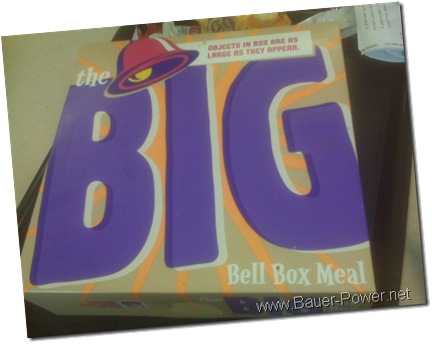 OBJECTS IN BOX ARE AS
LARGE AS THEY APPEAR.
the
BIG
Bell Box Meal
www.Bauer-Power.net